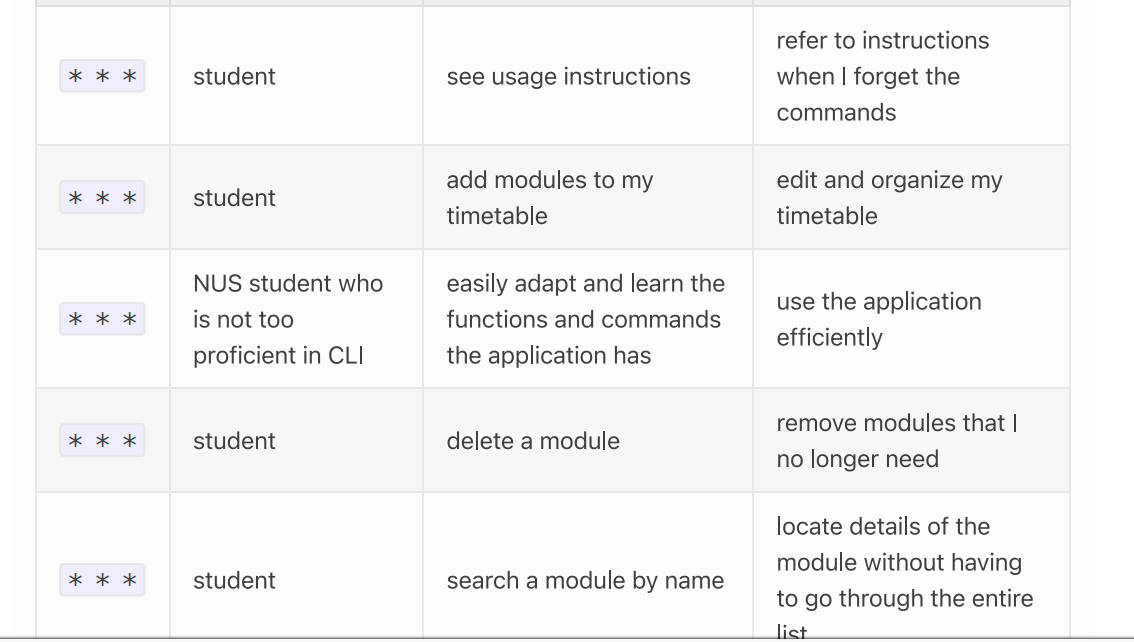 * * *
student
see usage instructions
refer to instructions
when I forget the
commands
* * *
student
add modules to my
timetable
edit and organize my
timetable
* * *
NUS student who
is not too
proficient in CLI
easily adapt and learn the
functions and commands
the application has
use the application
efficiently
* * *
student
delete a module
remove modules that I
no longer need
* * *
student
search a module by name
locate details of the
module without having
to go through the entire
list